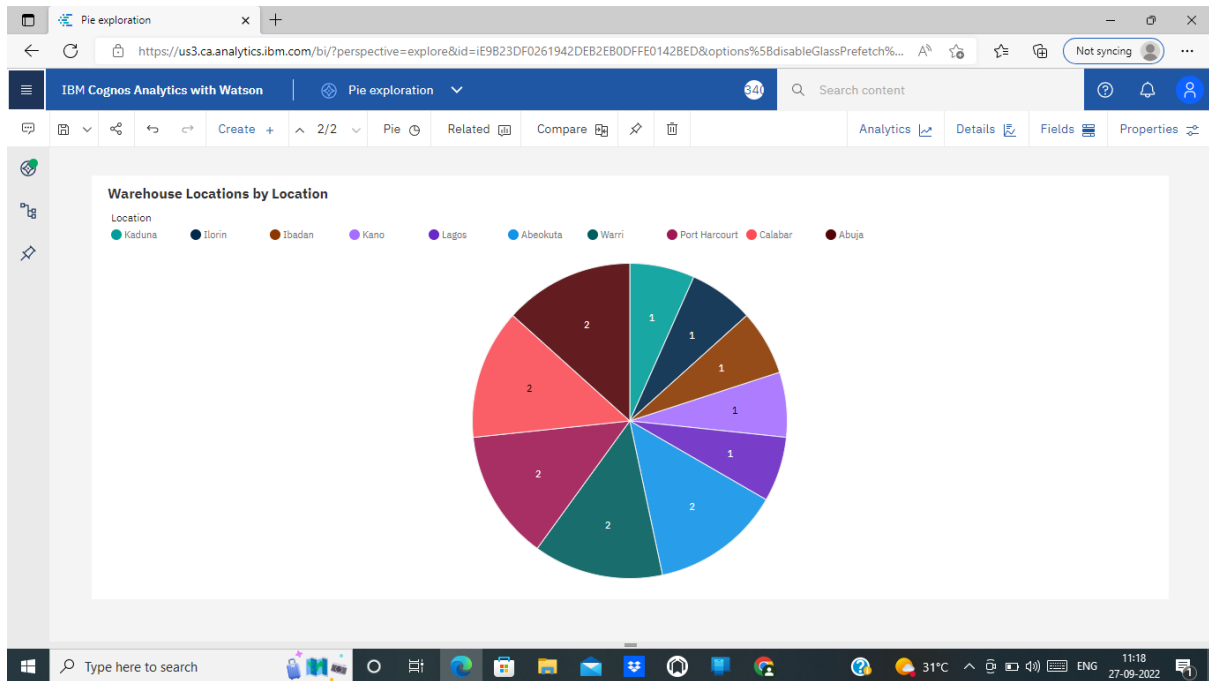 Pie exploration
https://us3.ca.analytics.ibm.com/bi/?perspective=explore&id=iE9B23DF0261942DEB2EB0DFFE0142BED&options%5BdisableGlassPrefetch%...
Not syncing
IBM Cognos Analytics with Watson
Pie exploration
Search content
Create +
2/2
Pie
Related
Compare
Analytics
Details
Fields
Properties
Warehouse Locations by Location
Location
Kaduna Ilorin Ibadan Kano Lagos Abeokuta Warri Port Harcourt Calabar Abuja
2 1
1
1
2
1
1
2
2
2
Type here to search
31°C
ENG
11:18
27-09-2022
1